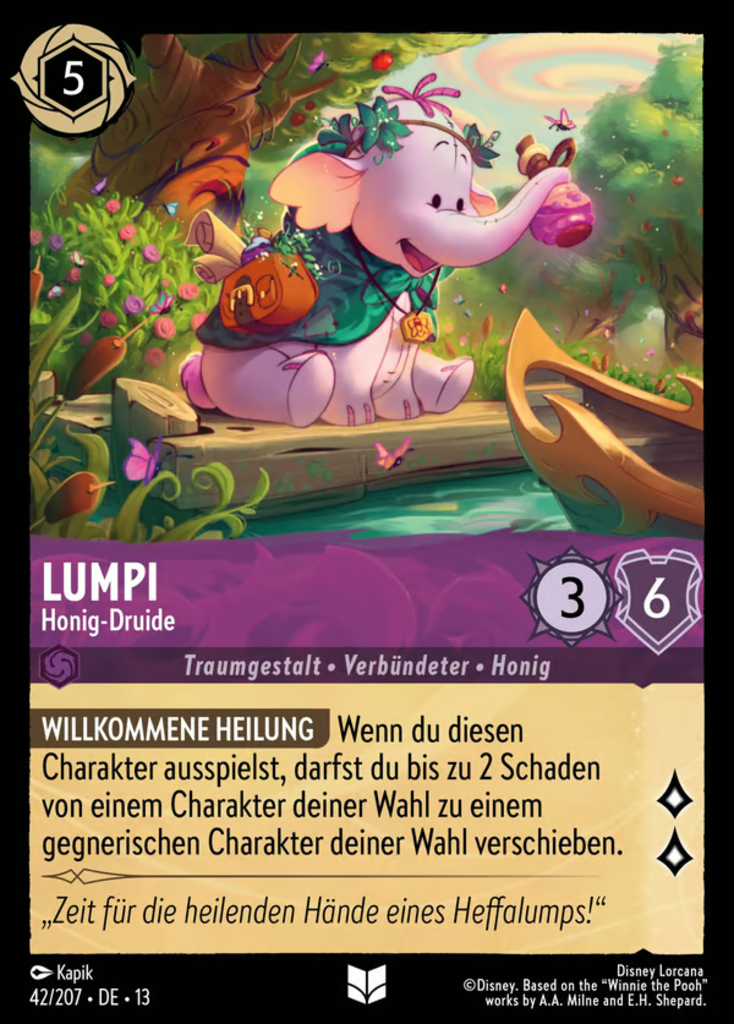 5
LUMPI
Honig-Druide
3
6
Traumgestalt • Verbündeter • Honig
WILLKOMMENE HEILUNG Wenn du diesen
Charakter ausspielst, darfst du bis zu 2 Schaden
von einem Charakter deiner Wahl zu einem
gegnerischen Charakter deiner Wahl verschieben.
„Zeit für die heilenden Hände eines Heffalumps!“
Kapik
42/207 • DE • 13
Disney Lorcana
©Disney. Based on the “Winnie the Pooh”
works by A.A. Milne and E.H. Shepard.